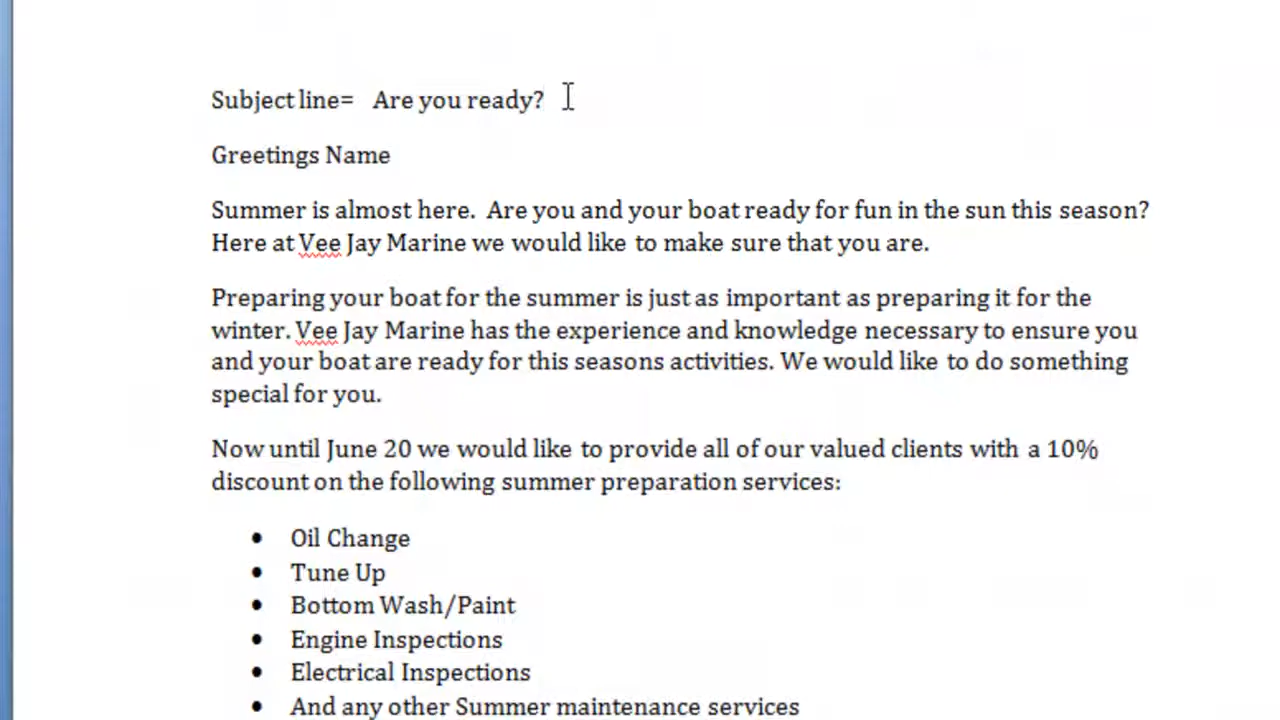 Subject line= Are you ready?
Greetings Name
Summer is almost here. Are you and your boat ready for fun in the sun this season?
Here at Vee Jay Marine we would like to make sure that you are.
Preparing your boat for the summer is just as important as preparing it for the
winter. Vee Jay Marine has the experience and knowledge necessary to ensure you
and your boat are ready for this seasons activities. We would like to do something
special for you.
Now until June 20 we would like to provide all of our valued clients with a 10%
discount on the following summer preparation services:
• Oil Change
• Tune Up
• Bottom Wash/Paint
• Engine Inspections
• Electrical Inspections
• And any other Summer maintenance services